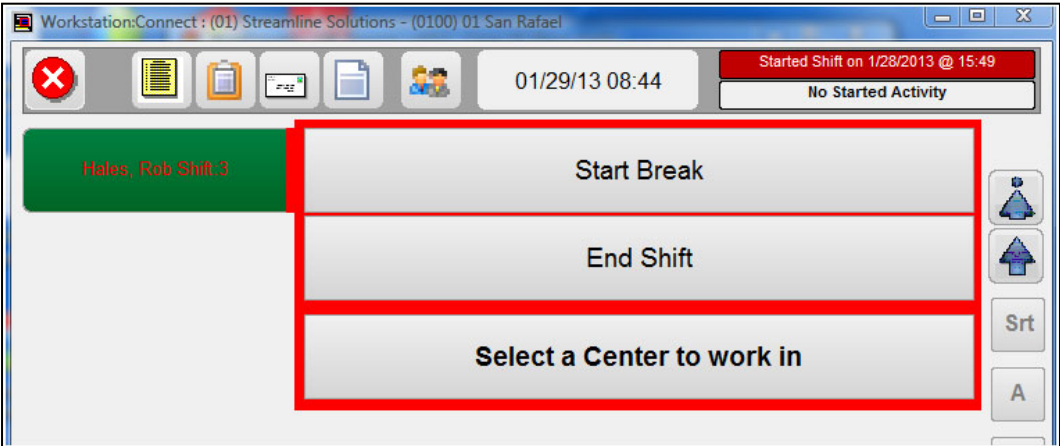 Workstation:Connect : (01) Streamline Solutions - (0100) 01 San Rafael
01/29/13 08:44
Started Shift on 1/28/2013 @ 15:49
No Started Activity
Hales, Rob Shift:3
Start Break
End Shift
Select a Center to work in
Srt
A